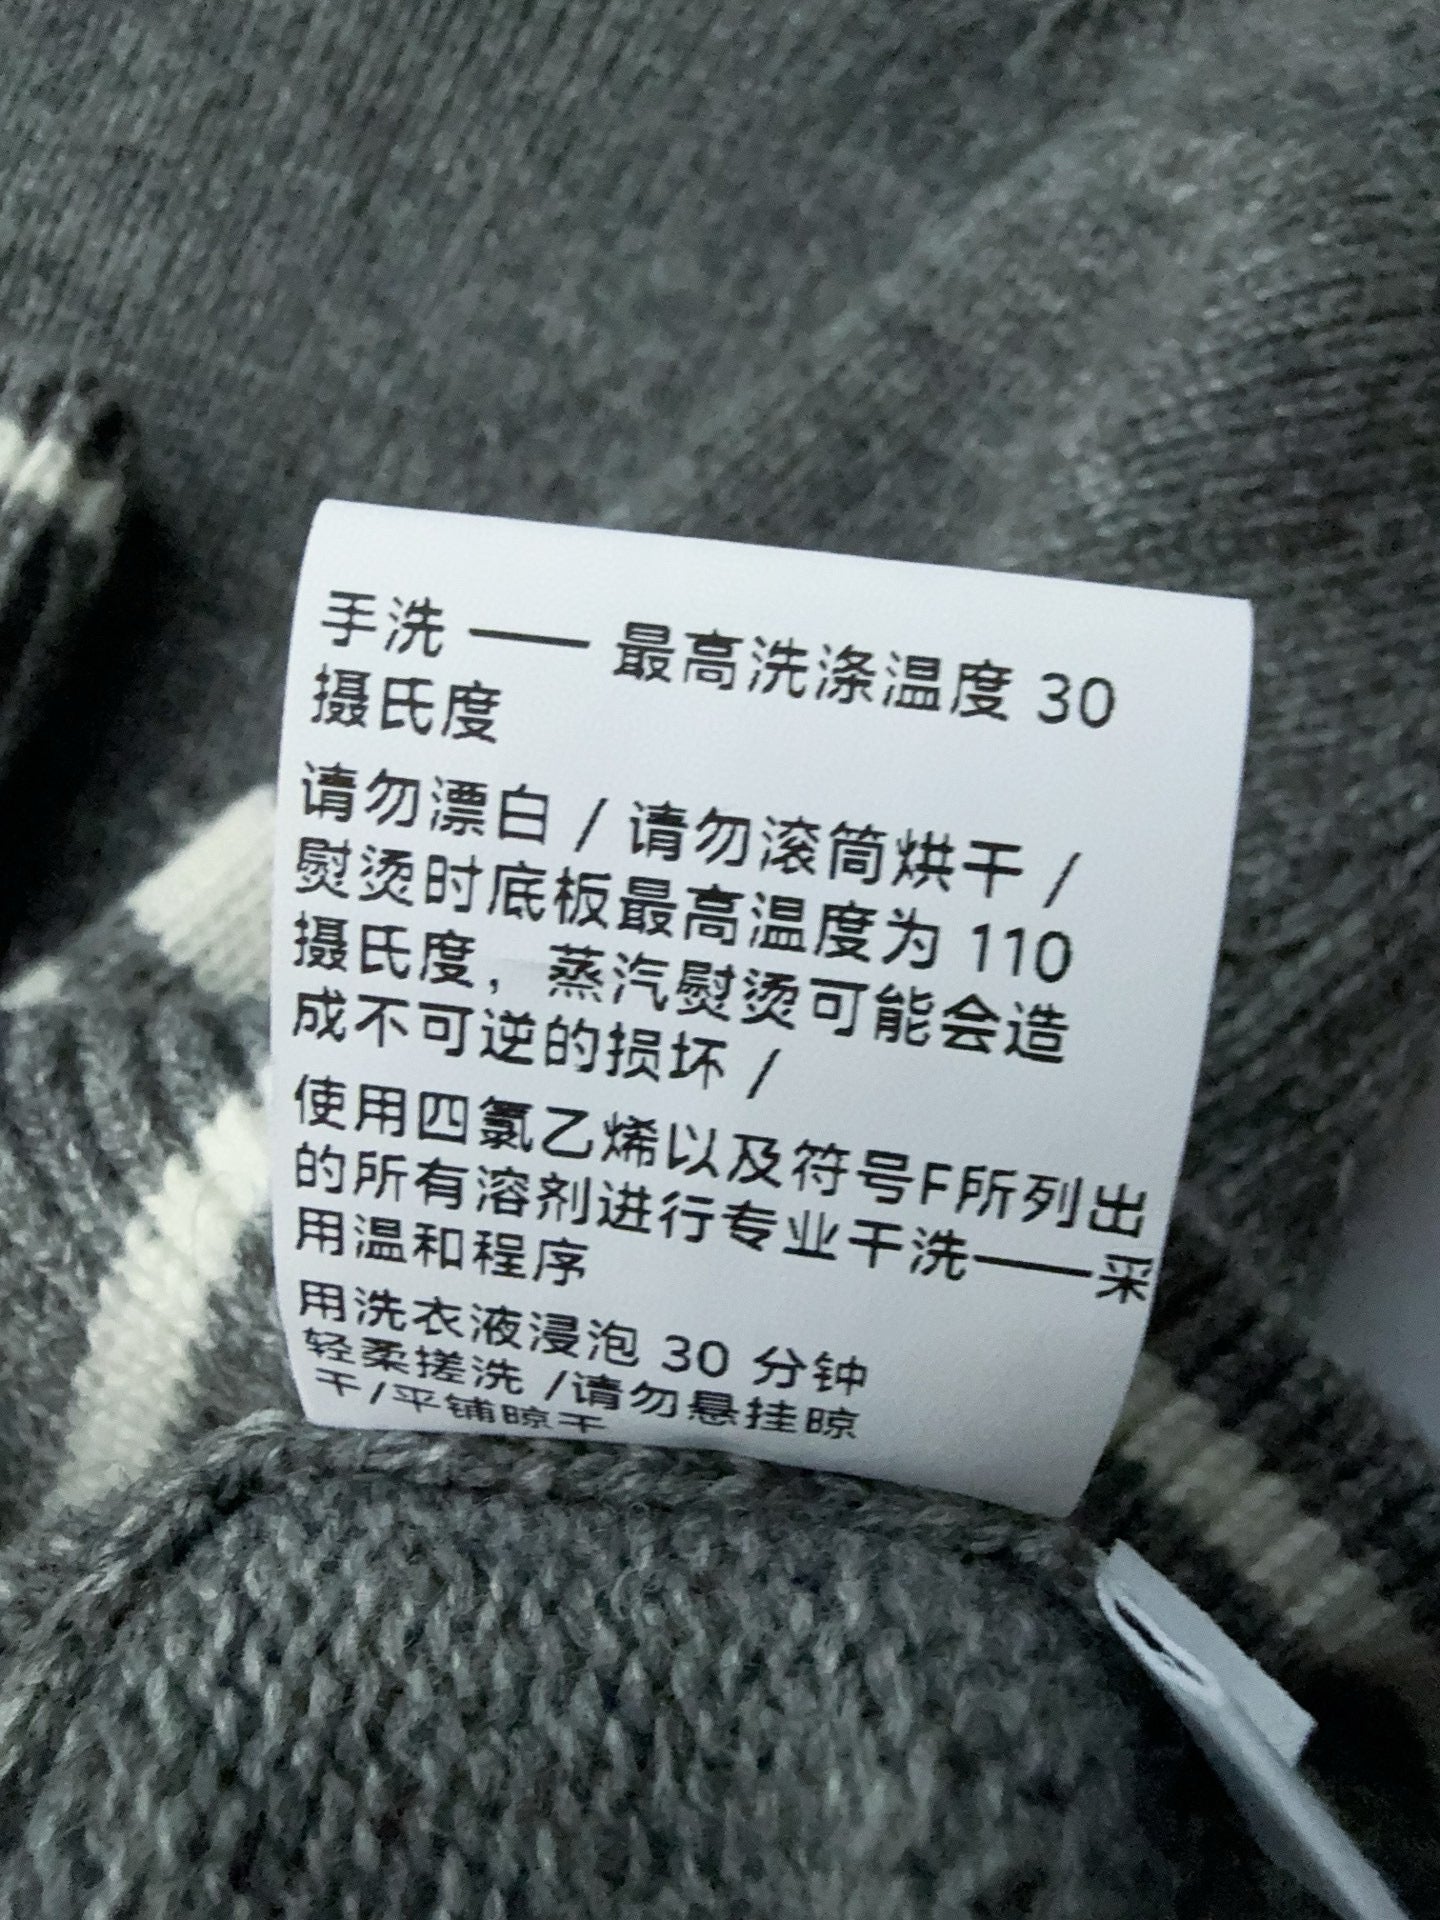 手洗 —— 最高洗涤温度 30
摄氏度
请勿漂白 / 请勿滚筒烘干 /
熨烫时底板最高温度为 110
摄氏度，蒸汽熨烫可能会造
成不可逆的损坏 /
使用四氯乙烯以及符号F所列出
的所有溶剂进行专业干洗——采
用温和程序
用洗衣液浸泡 30 分钟
轻柔搓洗 /请勿悬挂晾
干/平铺晾干